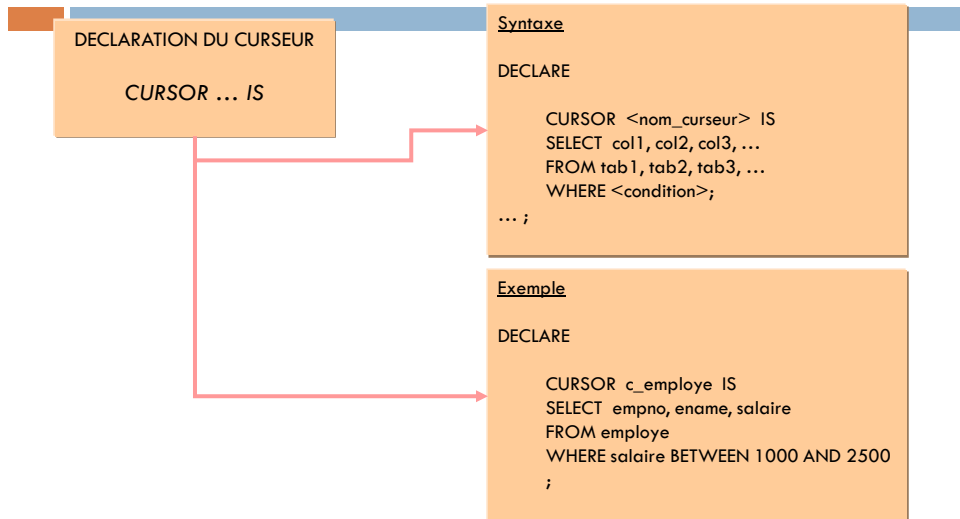 DECLARATION DU CURSEUR
CURSOR … IS
Syntaxe
DECLARE
CURSOR <nom_curseur> IS
SELECT col1, col2, col3, …
FROM tab1, tab2, tab3, …
WHERE <condition>;
… ;
Exemple
DECLARE
CURSOR c_employe IS
SELECT empno, ename, salaire
FROM employe
WHERE salaire BETWEEN 1000 AND 2500
;